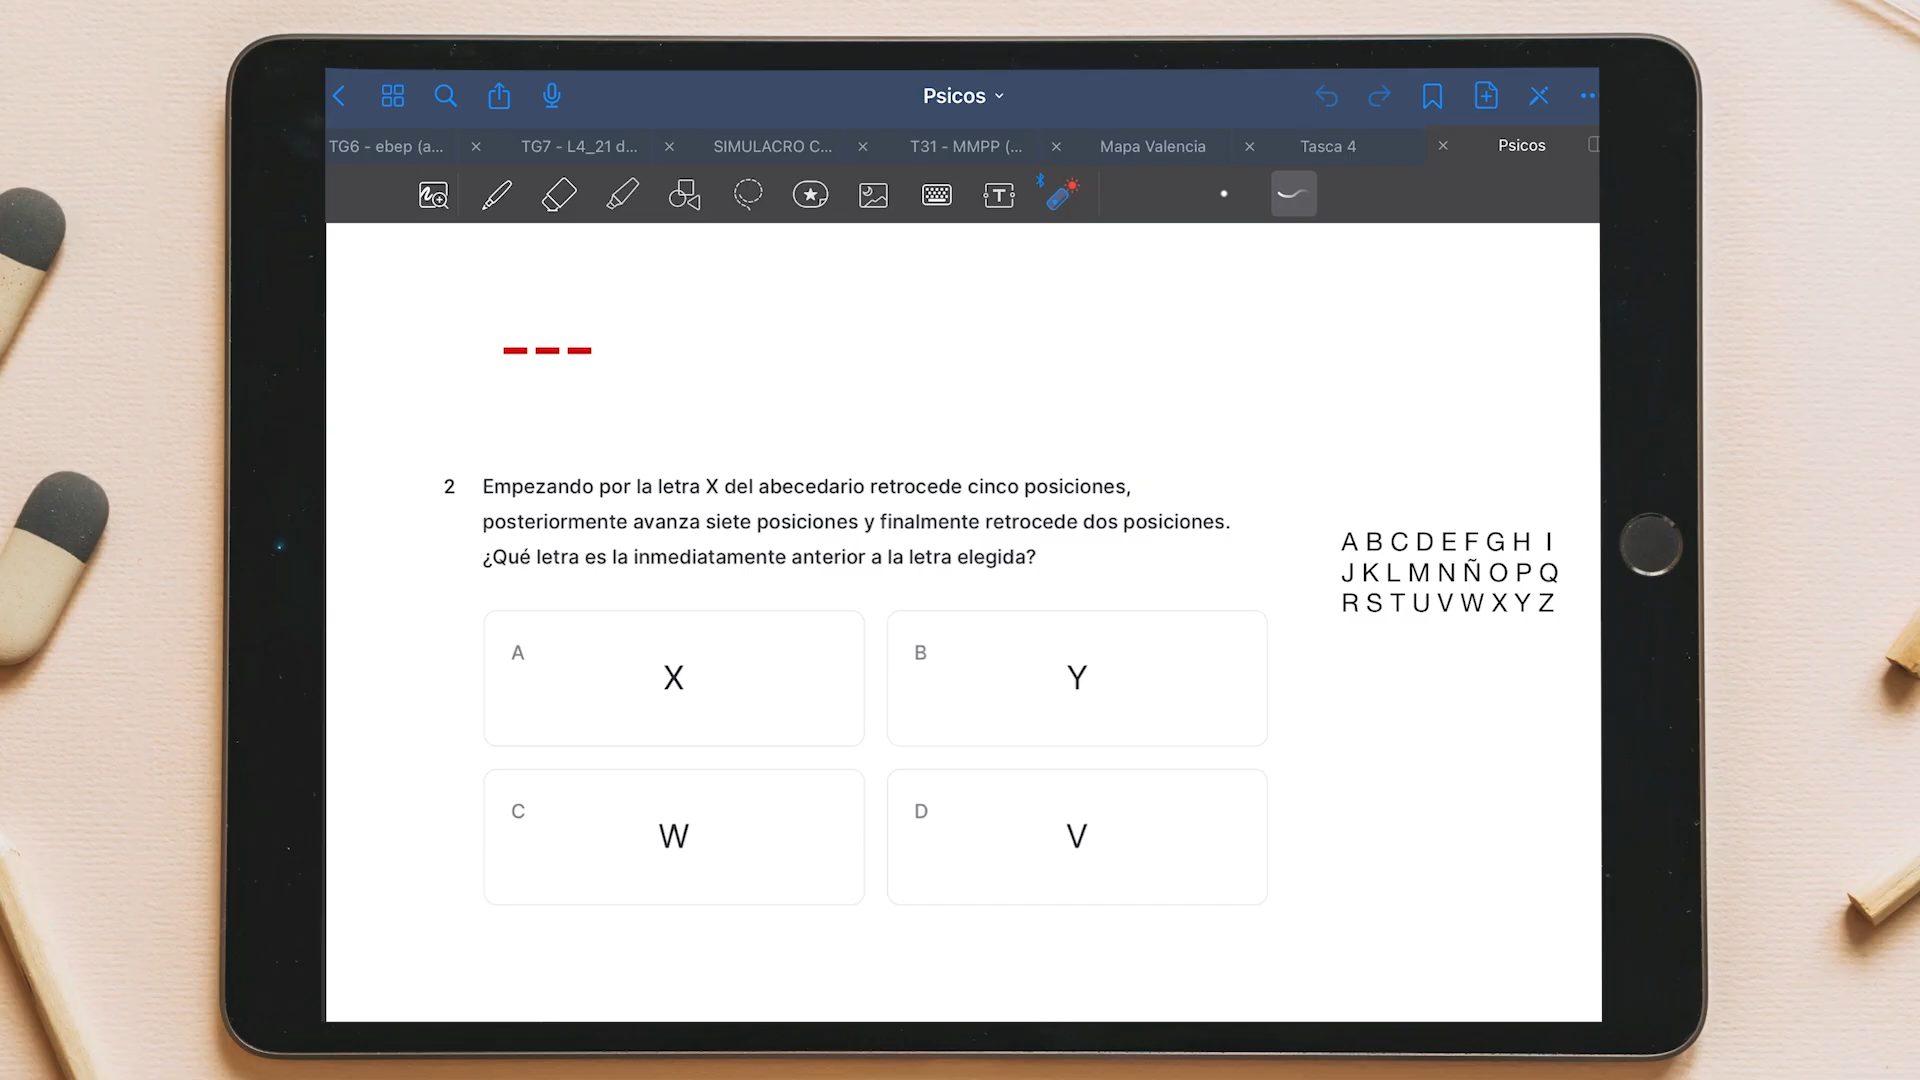 Psicos
TG6 - ebep (a...
TG7 - L4_21 d...
SIMULACRO C...
T31 - MMPP (...
Mapa Valencia
Tasca 4
Psicos
T
2 Empezando por la letra X del abecedario retrocede cinco posiciones,
posteriormente avanza siete posiciones y finalmente retrocede dos posiciones.
¿Qué letra es la inmediatamente anterior a la letra elegida?
A B C D E F G H I
J K L M N Ñ O P Q
R S T U V W X Y Z
A X
B Y
C W
D V